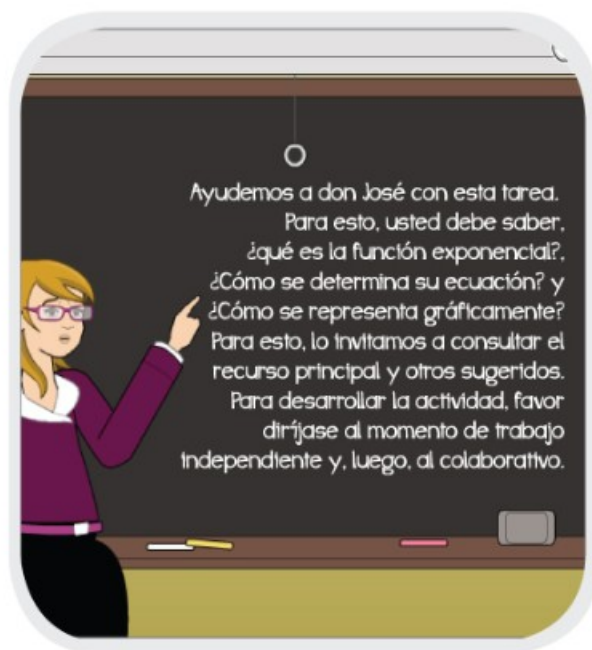 Ayudemos a don José con esta tarea.
Para esto, usted debe saber,
¿qué es la función exponencial?,
¿Cómo se determina su ecuación? y
¿Cómo se representa gráficamente?
Para esto, lo invitamos a consultar el
recurso principal y otros sugeridos.
Para desarrollar la actividad, favor
diríjase al momento de trabajo
independiente y, luego, al colaborativo.